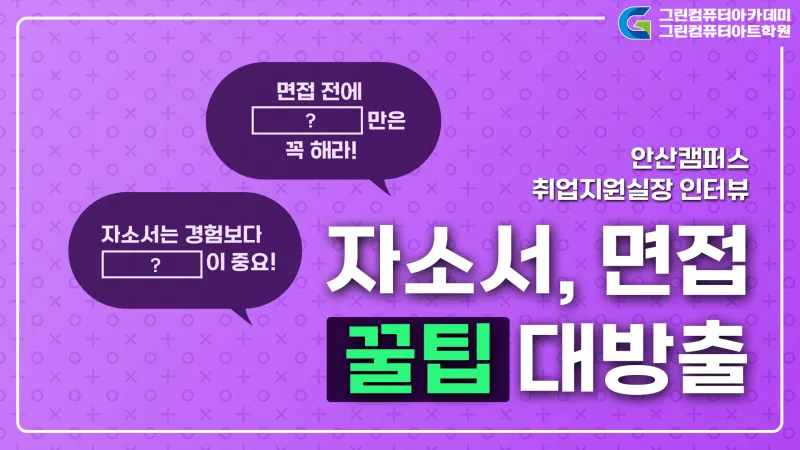 그린컴퓨터아카데미
그린컴퓨터아트학원
면접 전에
? 만은
꼭 해라!
자소서는 경험보다
? 이 중요!
안산캠퍼스
취업지원실장 인터뷰
자소서, 면접
꿀팁 대방출